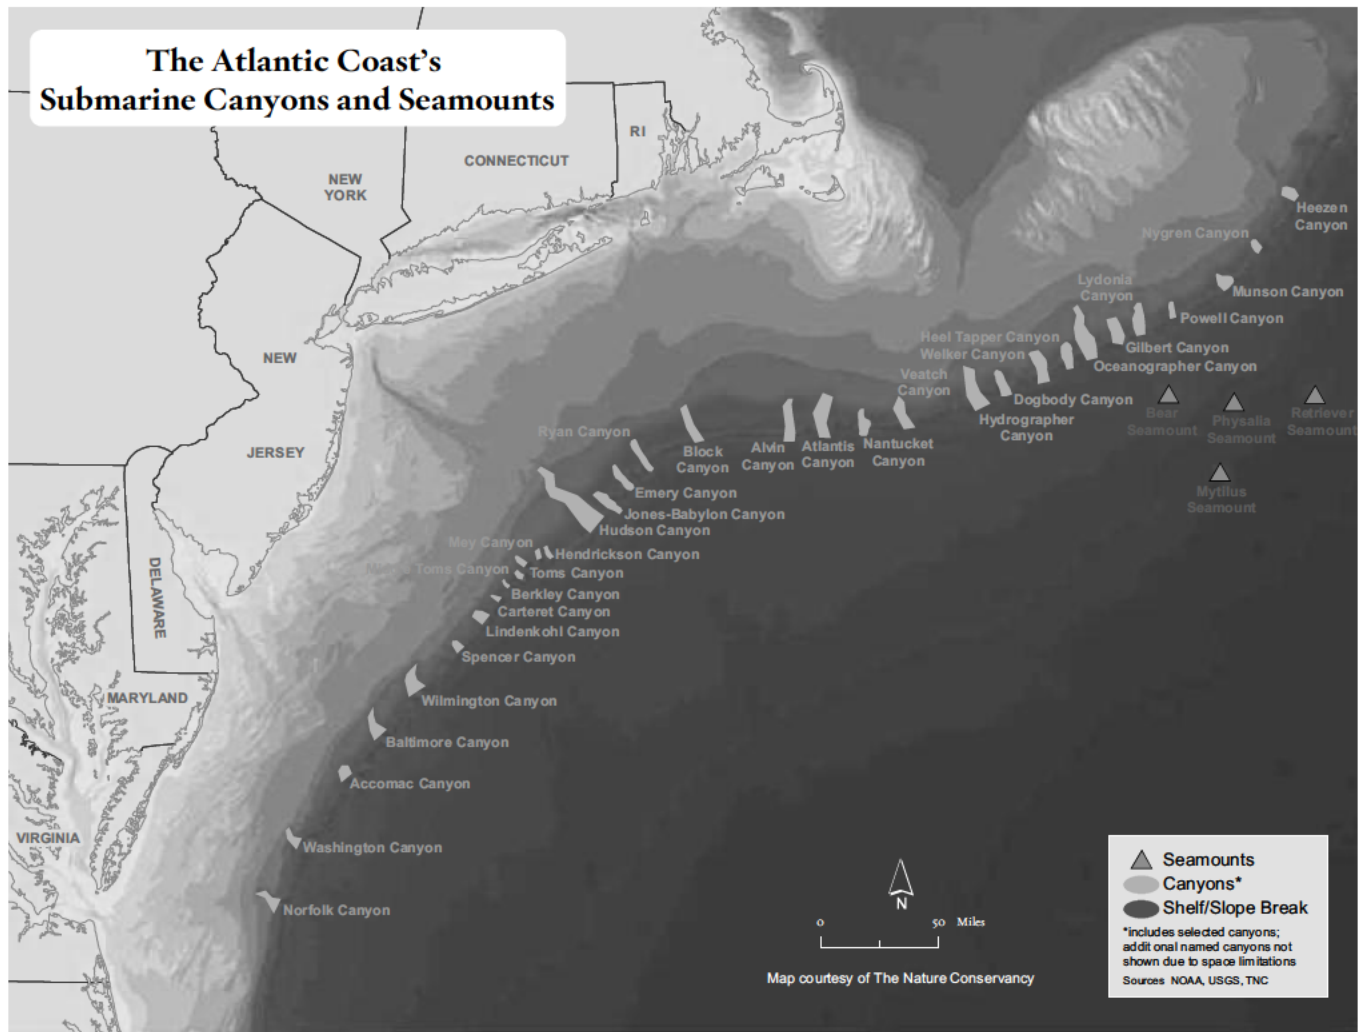 The Atlantic Coast's
Submarine Canyons and Seamounts
RI
CONNECTICUT
NEW
YORK
Heezen
Canyon
Nygren Canyon
Lydonia
Canyon
Munson Canyon
Powell Canyon
Heel Tapper Canyon
Gilbert Canyon
Welker Canyon
NEW
Oceanographer Canyon
Veatch
Canyon
Dogbody Canyon
Bear
Seamount
Physalia
Seamount
Retriever
Seamount
Hydrographer
Canyon
Ryan Canyon
Block
Canyon
Alvin
Canyon
Atlantis
Canyon
Nantucket
Canyon
JERSEY
Mytilus
Seamount
Emery Canyon
Jones-Babylon Canyon
Hudson Canyon
Mey Canyon
Hendrickson Canyon
Toms Canyon
Toms Canyon
DELAWARE
Berkley Canyon
Carteret Canyon
Lindenkohl Canyon
Spencer Canyon
MARYLAND
Wilmington Canyon
Baltimore Canyon
Accomac Canyon
VIRGINIA
Washington Canyon
Norfolk Canyon
N
0 50 Miles
Map courtesy of The Nature Conservancy
Seamounts
Canyons*
Shelf/Slope Break
*includes selected canyons;
addit onal named canyons not
shown due to space limitations
Sources NOAA, USGS, TNC